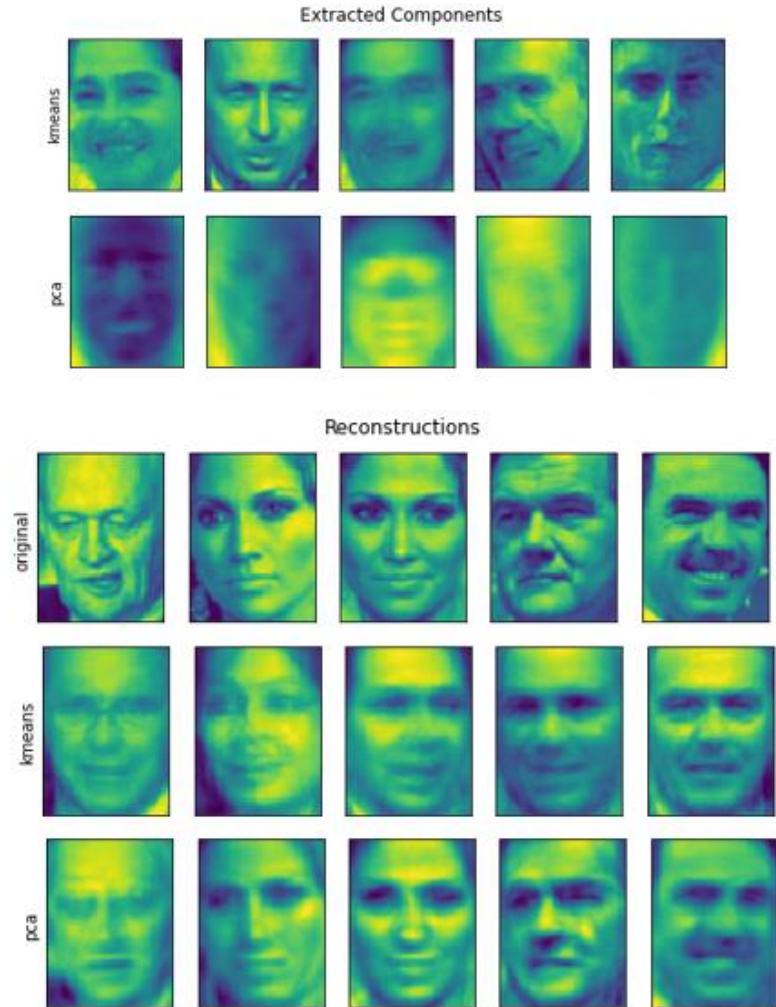 Extracted Components
kmeans
pca
Reconstructions
original
kmeans
pca